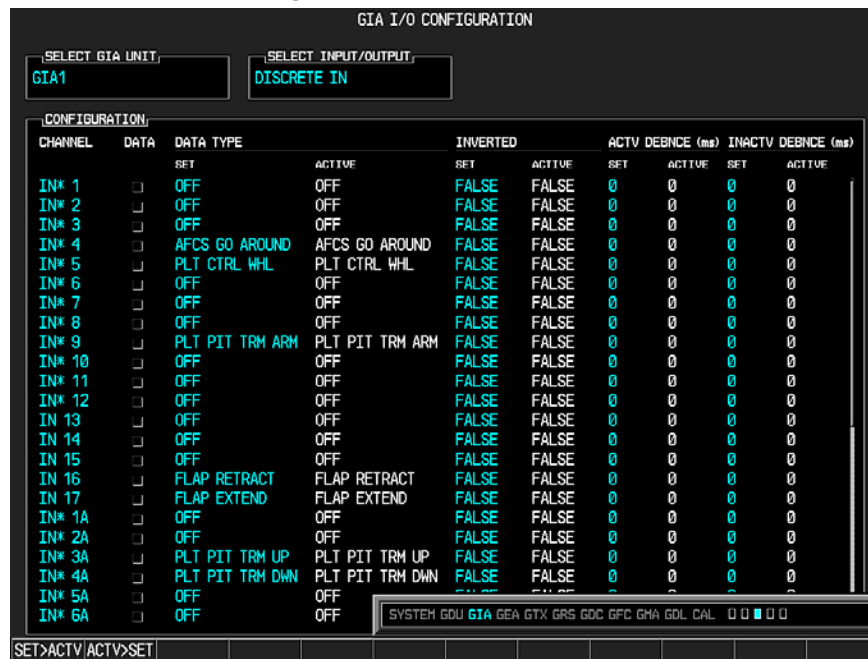 GIA I/O CONFIGURATION
SELECT GIA UNIT SELECT INPUT/OUTPUT
GIA1 DISCRETE IN
CONFIGURATION
CHANNEL DATA DATA TYPE INVERTED ACTV DEBNCE (ms) INACTV DEBNCE (ms)
SET ACTIVE SET ACTIVE SET ACTIVE SET ACTIVE
IN* 1 OFF OFF FALSE FALSE 0 0 0 0
IN* 2 OFF OFF FALSE FALSE 0 0 0 0
IN* 3 OFF OFF FALSE FALSE 0 0 0 0
IN* 4 AFCS GO AROUND AFCS GO AROUND FALSE FALSE 0 0 0 0
IN* 5 PLT CTRL WHL PLT CTRL WHL FALSE FALSE 0 0 0 0
IN* 6 OFF OFF FALSE FALSE 0 0 0 0
IN* 7 OFF OFF FALSE FALSE 0 0 0 0
IN* 8 OFF OFF FALSE FALSE 0 0 0 0
IN* 9 PLT PIT TRM ARM PLT PIT TRM ARM FALSE FALSE 0 0 0 0
IN* 10 OFF OFF FALSE FALSE 0 0 0 0
IN* 11 OFF OFF FALSE FALSE 0 0 0 0
IN* 12 OFF OFF FALSE FALSE 0 0 0 0
IN 13 OFF OFF FALSE FALSE 0 0 0 0
IN 14 OFF OFF FALSE FALSE 0 0 0 0
IN 15 OFF OFF FALSE FALSE 0 0 0 0
IN 16 FLAP RETRACT FLAP RETRACT FALSE FALSE 0 0 0 0
IN 17 FLAP EXTEND FLAP EXTEND FALSE FALSE 0 0 0 0
IN* 1A OFF OFF FALSE FALSE 0 0 0 0
IN* 2A OFF OFF FALSE FALSE 0 0 0 0
IN* 3A PLT PIT TRM UP PLT PIT TRM UP FALSE FALSE 0 0 0 0
IN* 4A PLT PIT TRM DWN PLT PIT TRM DWN FALSE FALSE 0 0 0 0
IN* 5A OFF OFF
IN* 6A OFF OFF
SYSTEM GDU GIA GEA GTX GRS GDC GFC GMA GDL CAL
SET>ACTV ACTV>SET